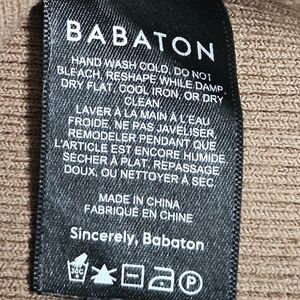 BABATON
HAND WASH COLD, DO NOT
BLEACH, RESHAPE WHILE DAMP,
DRY FLAT, COOL IRON, OR DRY
CLEAN
LAVER À LA MAIN À L'EAU
FROIDE, NE PAS JAVELISER,
REMODELER PENDANT QUE
L'ARTICLE EST ENCORE HUMIDE,
SÉCHER À PLAT, REPASSAGE
DOUX, OU NETTOYER À SEC
MADE IN CHINA
FABRIQUÉ EN CHINE
Sincerely, Babaton
30C
P